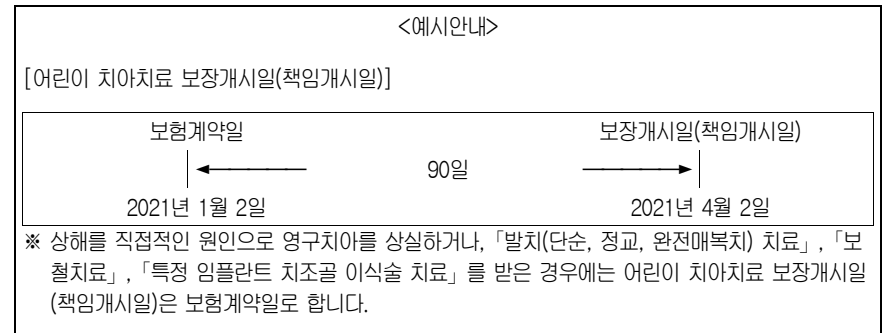 <예시안내>
[어린이 치아치료 보장개시일(책임개시일)]
보험계약일 보장개시일(책임개시일)
90일
2021년 1월 2일 2021년 4월 2일
※ 상해를 직접적인 원인으로 영구치아를 상실하거나,「발치(단순, 정교, 완전매복치) 치료」,「보
철치료」,「특정 임플란트 치조골 이식술 치료」를 받은 경우에는 어린이 치아치료 보장개시일
(책임개시일)은 보험계약일로 합니다.